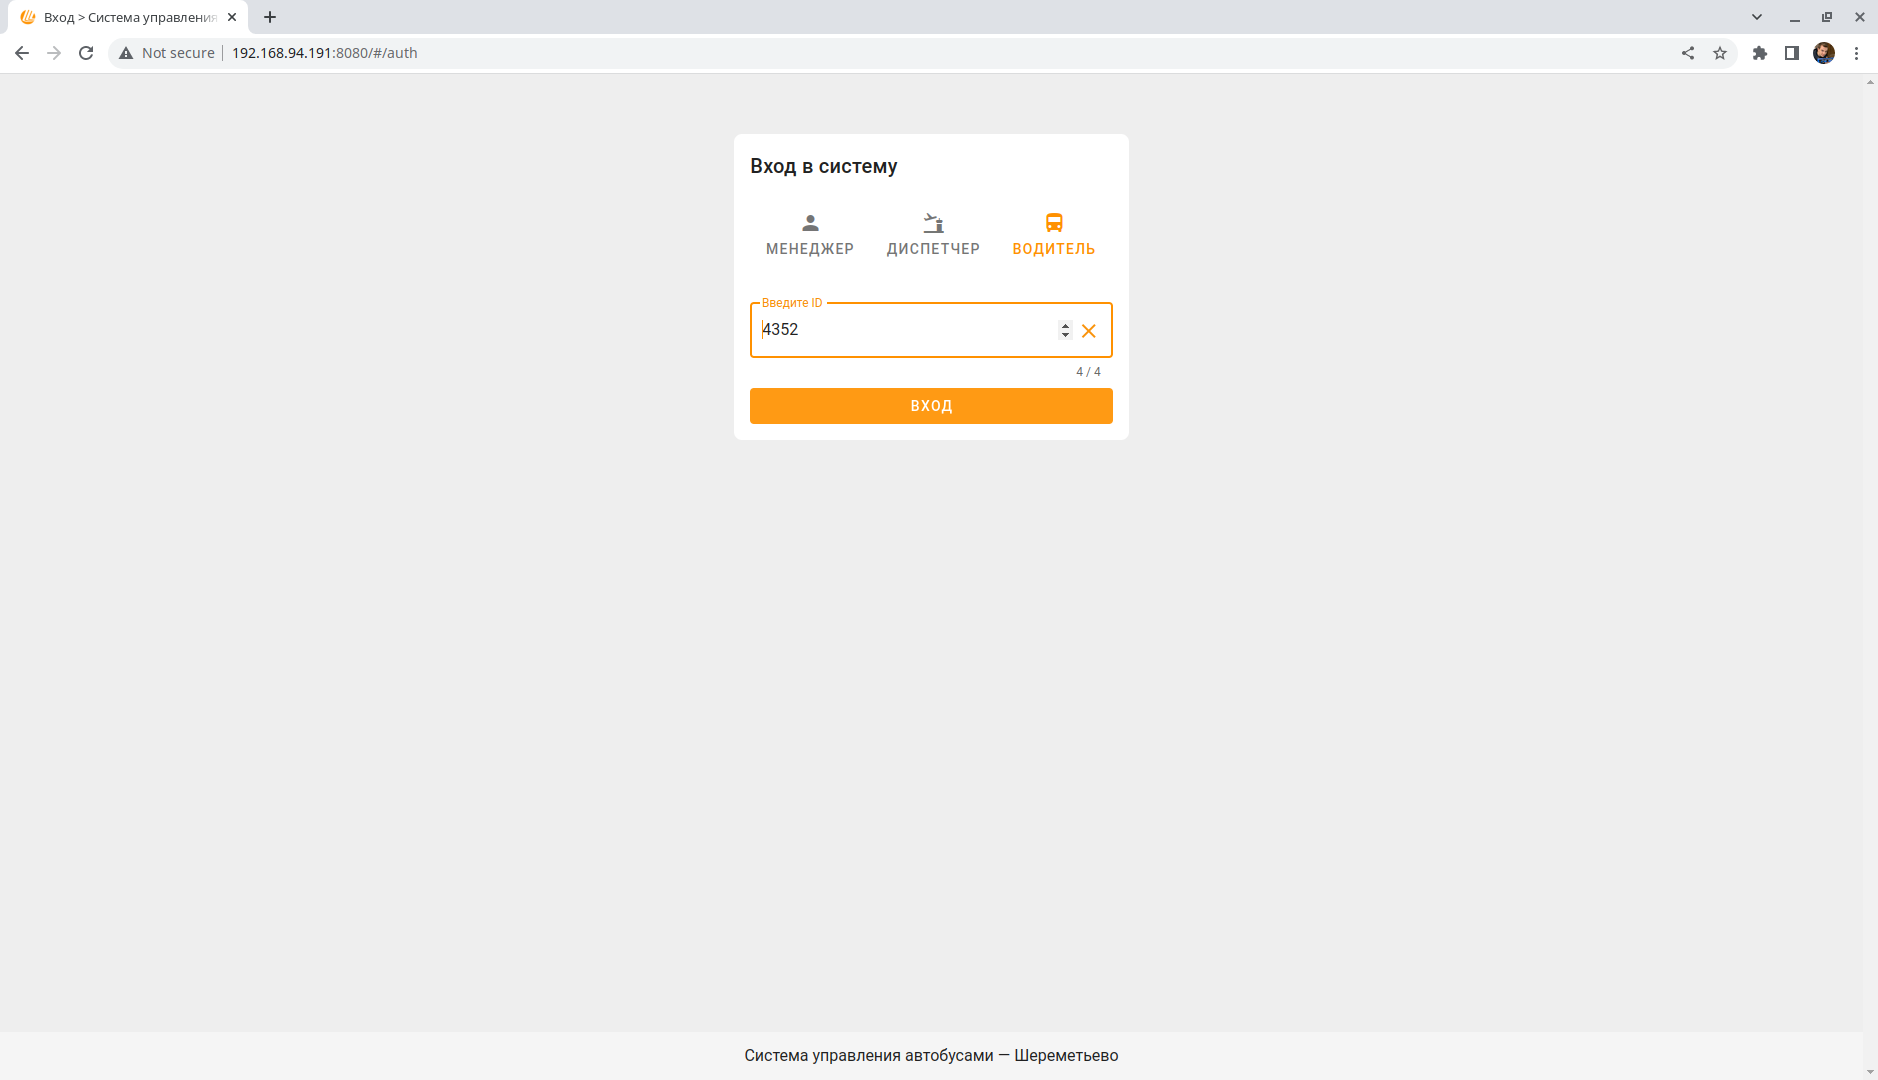 Вход > Система управления
Not secure 192.168.94.191:8080/#/auth
Вход в систему
МЕНЕДЖЕР ДИСПЕТЧЕР ВОДИТЕЛЬ
Введите ID
4352
4 / 4
ВХОД
Система управления автобусами — Шереметьево